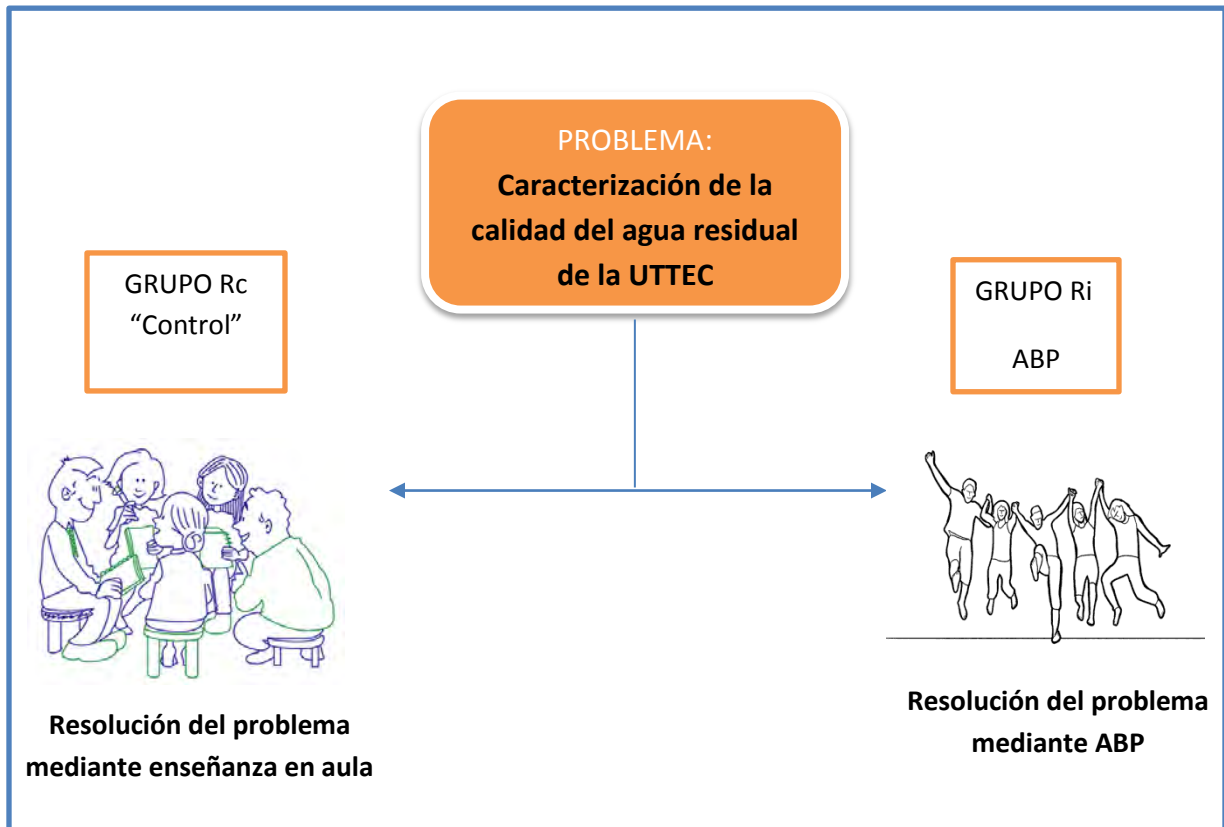 PROBLEMA:
Caracterización de la
calidad del agua residual
de la UTTEC
GRUPO Rc
“Control”
GRUPO Ri
ABP
Resolución del problema
mediante enseñanza en aula
Resolución del problema
mediante ABP